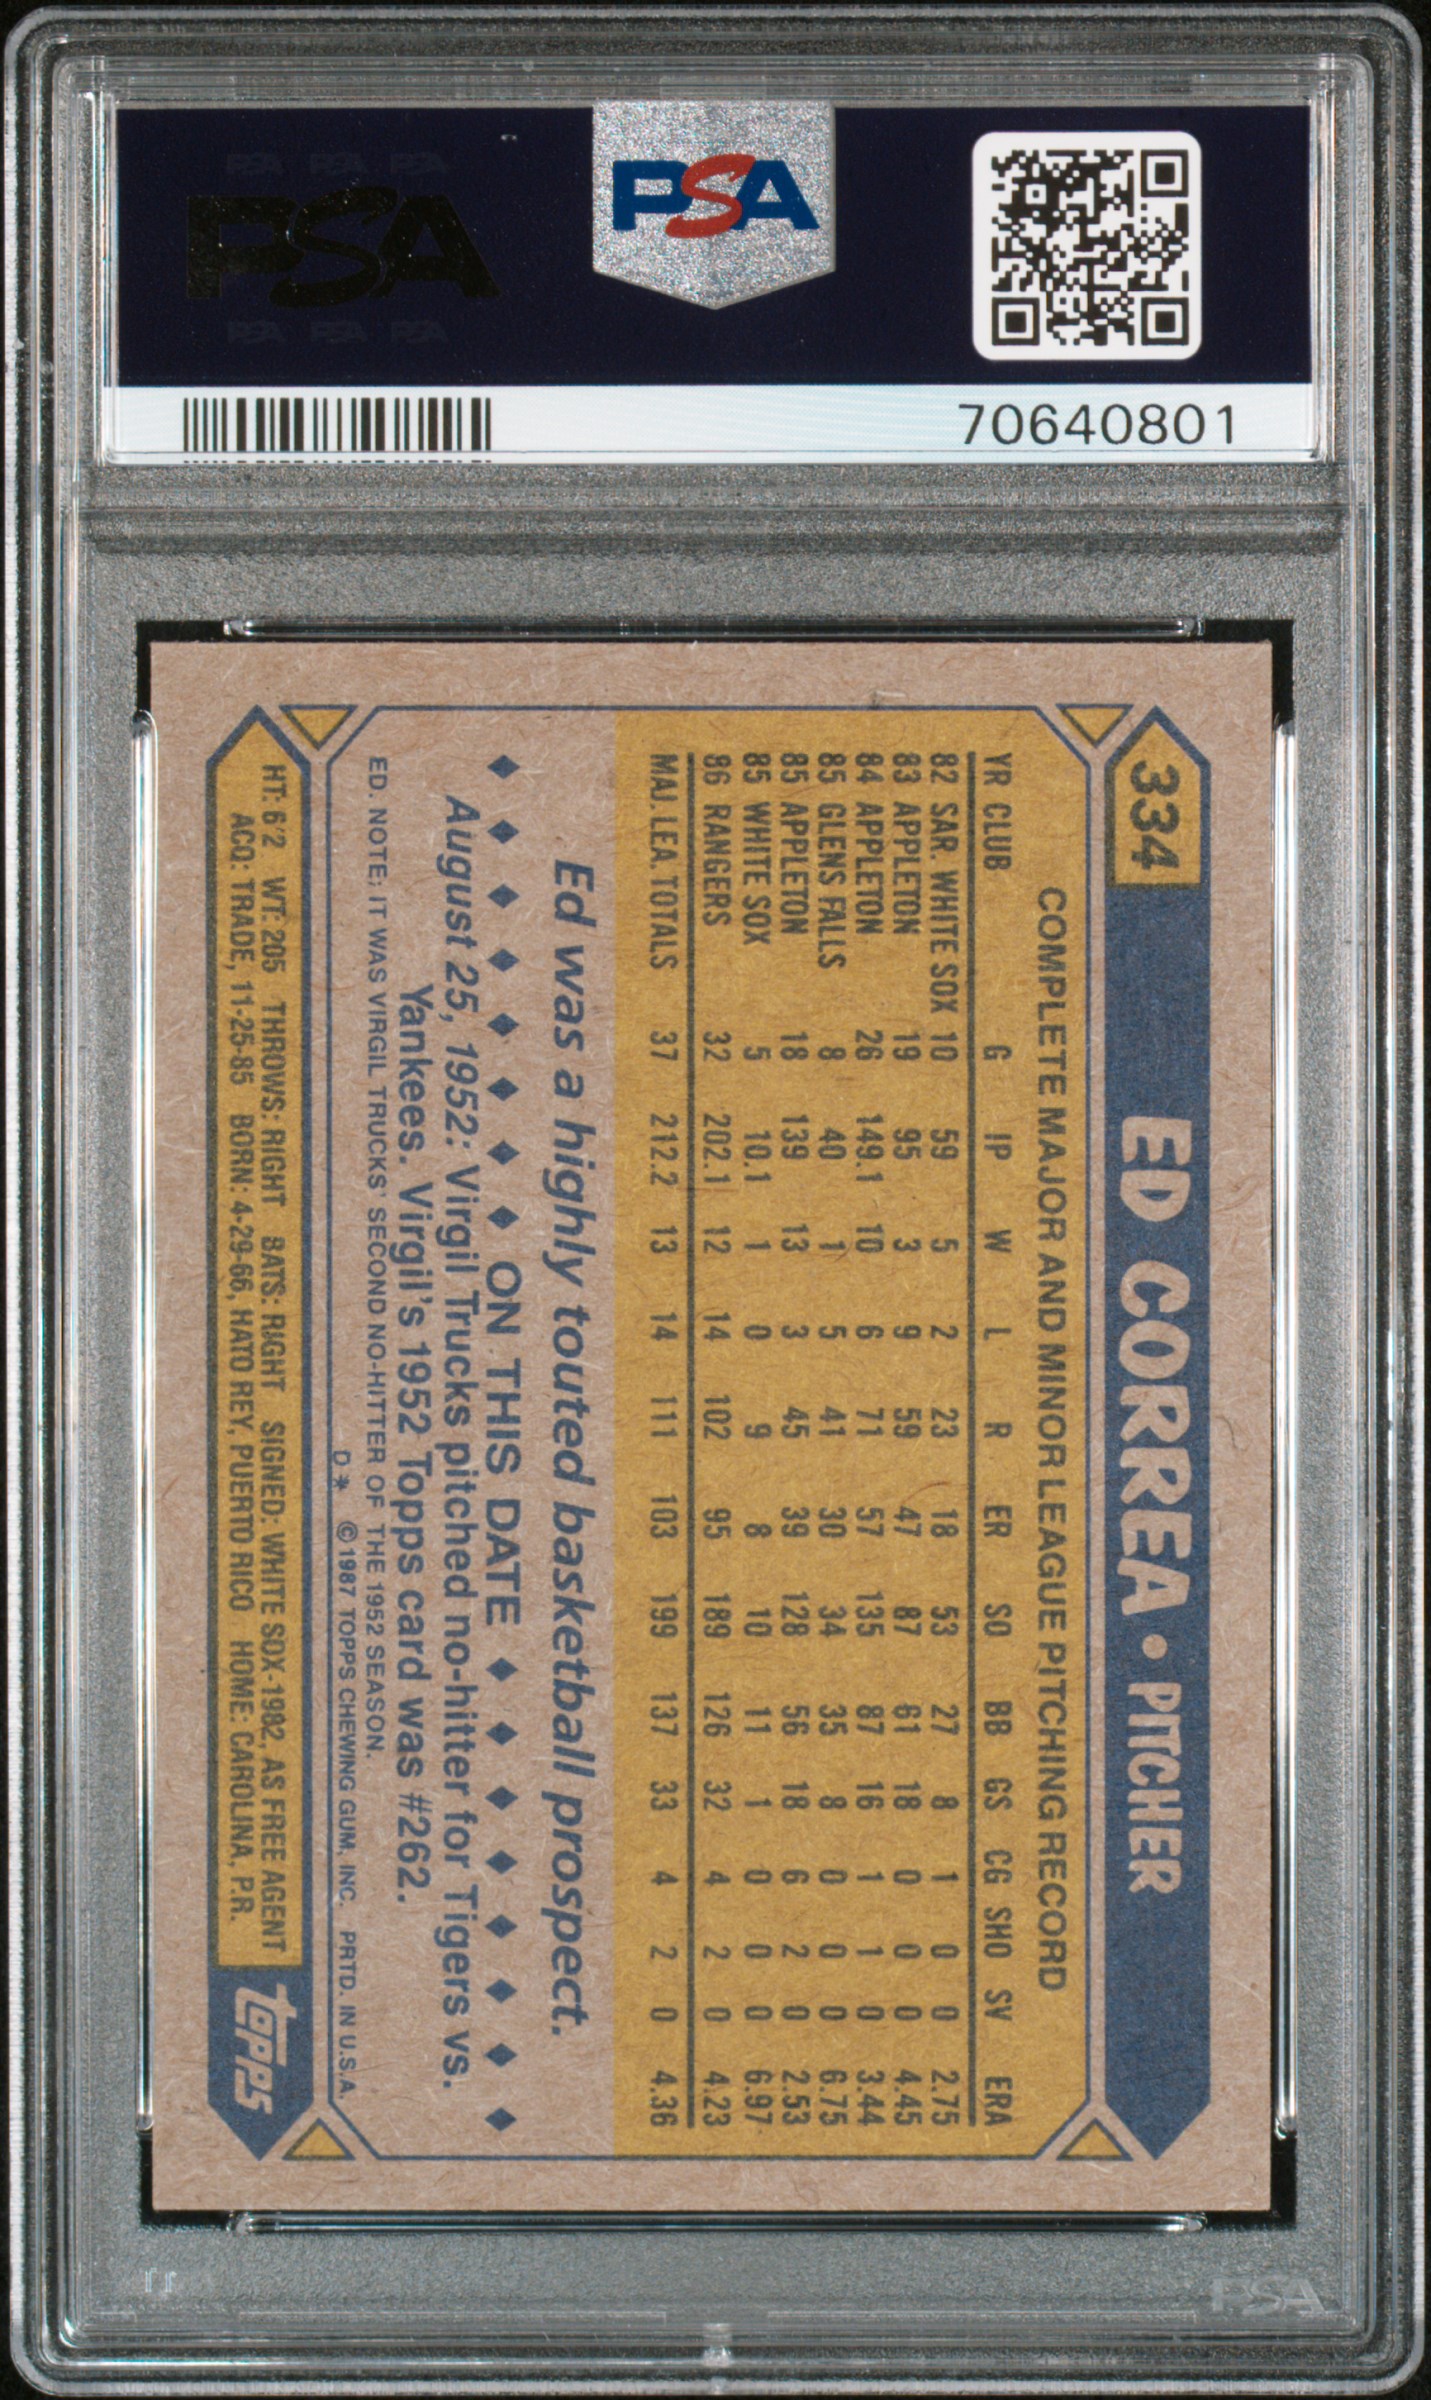 PSA PSA PSA
PSA
PSA PSA PSA
PSA
70640801
334 ED CORREA • PITCHER
COMPLETE MAJOR AND MINOR LEAGUE PITCHING RECORD
YR CLUB G IP W L R ER SO BB GS CG SHO SV ERA
82 SAR. WHITE SOX 10 59 5 2 23 18 53 27 8 1 0 0 2.75
83 APPLETON 19 95 3 9 59 47 87 61 18 0 0 0 4.45
84 APPLETON 26 149.1 10 6 71 57 135 87 16 1 1 0 3.44
85 GLENS FALLS 8 40 1 5 41 30 34 35 8 0 0 0 6.75
85 APPLETON 18 139 13 3 45 39 128 56 18 6 2 0 2.53
85 WHITE SOX 5 10.1 1 0 9 8 10 11 1 0 0 0 6.97
86 RANGERS 32 202.1 12 14 102 95 189 126 32 4 2 0 4.23
MAJ. LEA. TOTALS 37 212.2 13 14 111 103 199 137 33 4 2 0 4.36
Ed was a highly touted basketball prospect.
ON THIS DATE
August 25, 1952: Virgil Trucks pitched no-hitter for Tigers vs.
Yankees. Virgil's 1952 Topps card was #262.
ED. NOTE; IT WAS VIRGIL TRUCKS' SECOND NO-HITTER OF THE 1952 SEASON.
D* ©1987 TOPPS CHEWING GUM, INC. PRTD. IN U.S.A.
HT: 6'2 WT: 205 THROWS: RIGHT BATS: RIGHT SIGNED: WHITE SOX-1982, AS FREE AGENT
ACQ: TRADE, 11-25-85 BORN: 4-29-66, HATO REY, PUERTO RICO HOME: CAROLINA, P.R.
topps
PSA